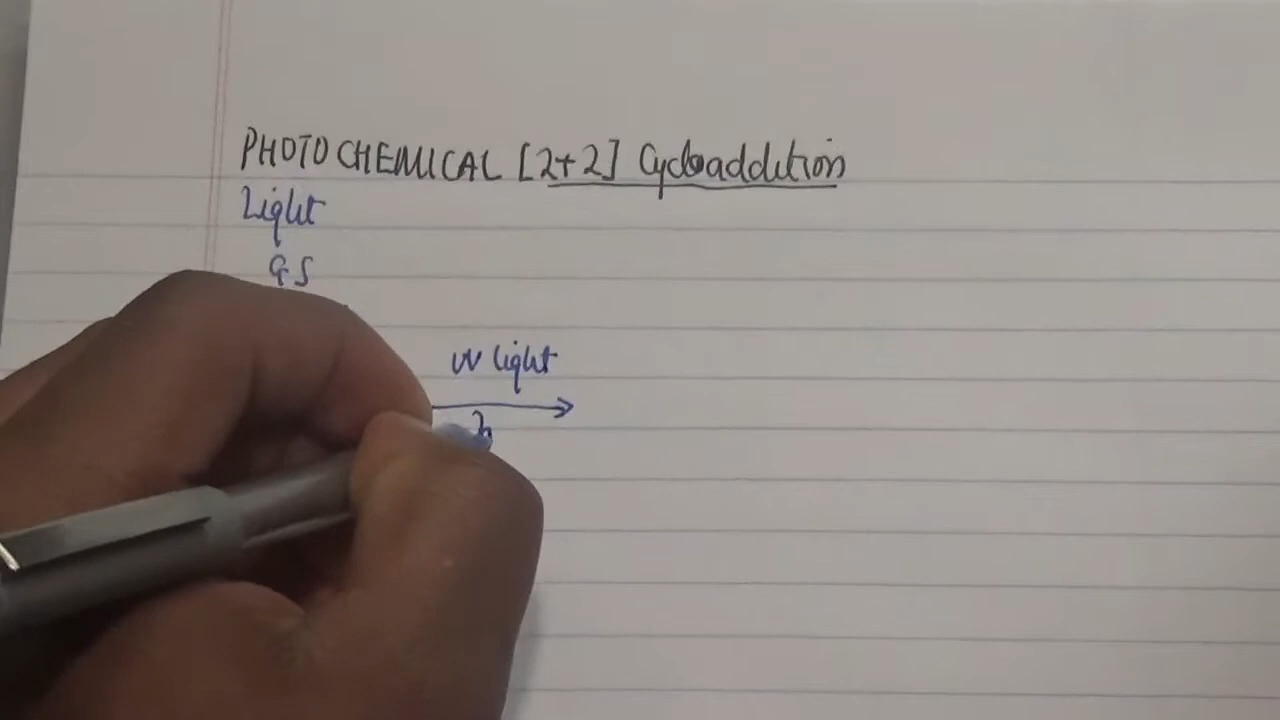 PHOTOCHEMICAL [2+2] Cycloaddition
Light
GS
UV light
h